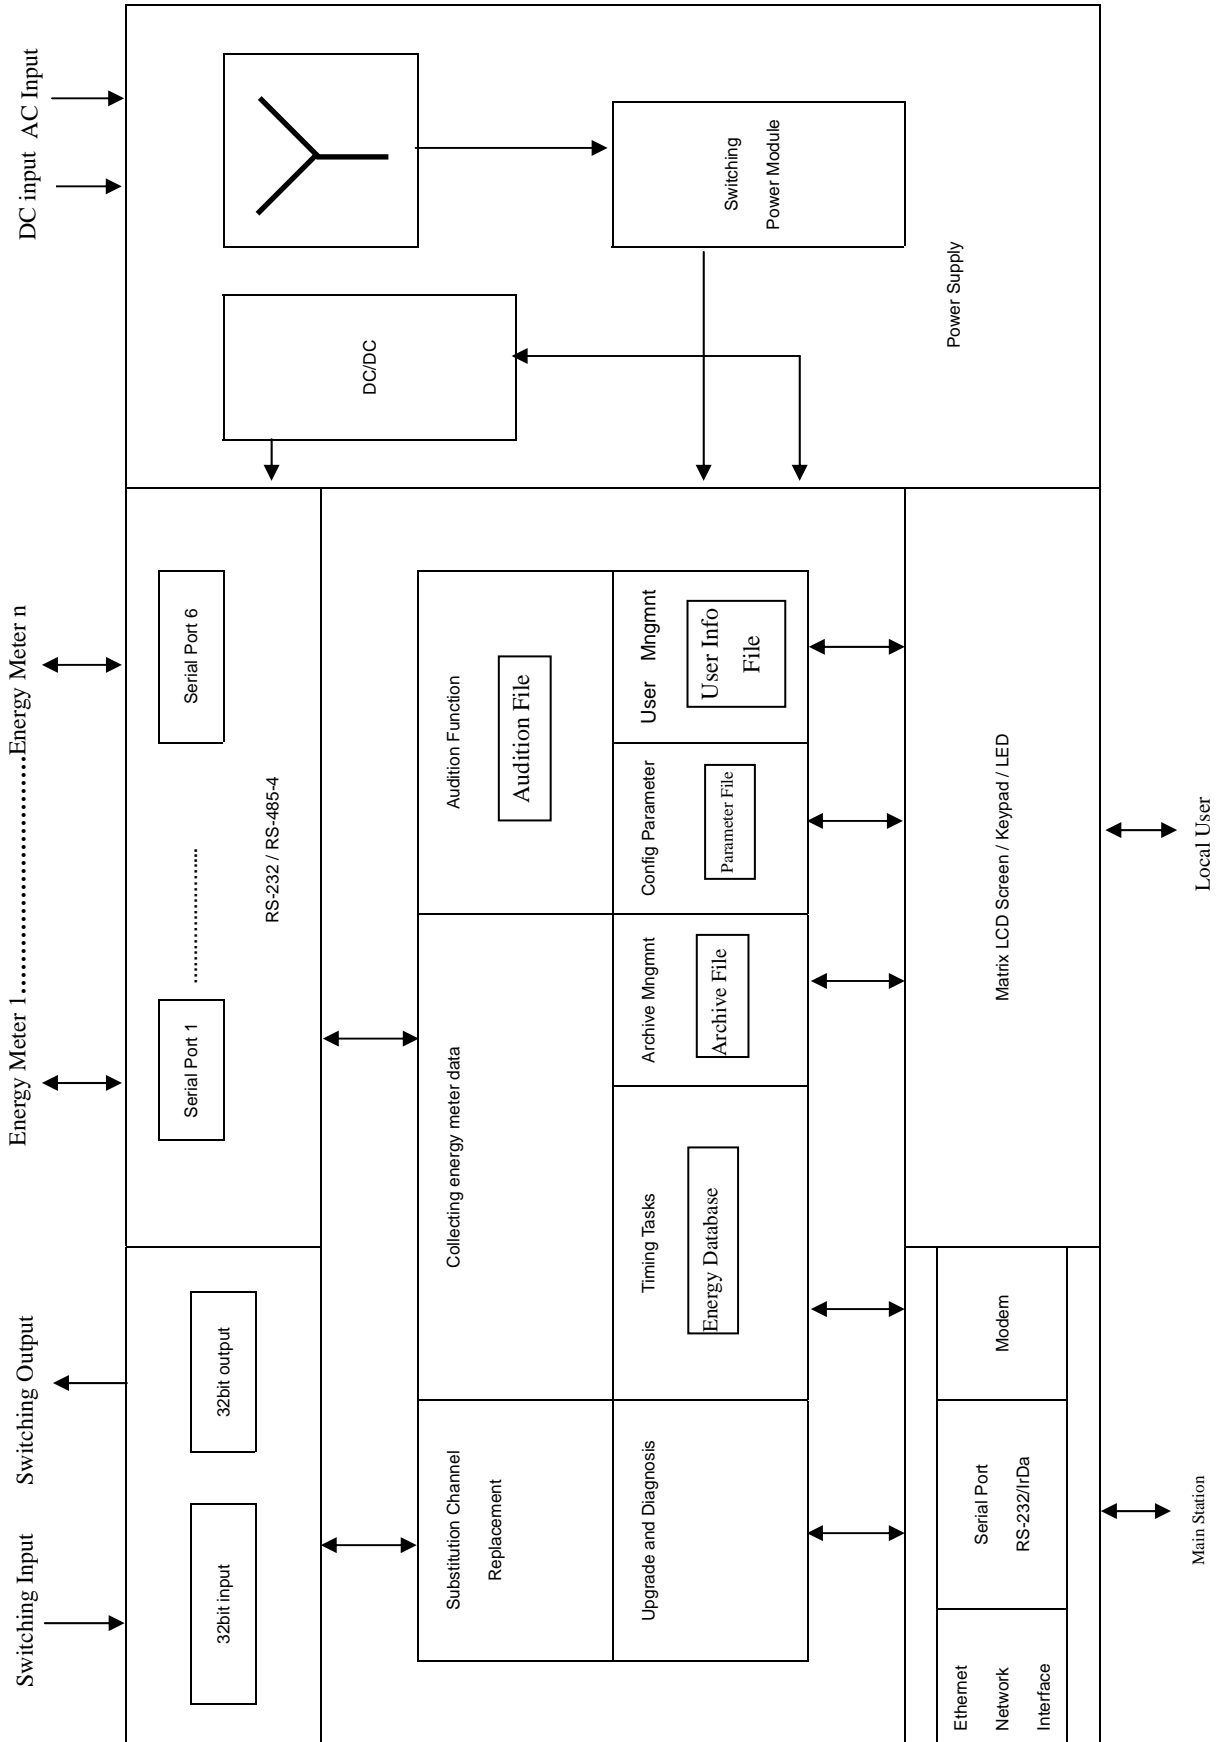 Switching Input
Switching Output
Energy Meter 1........................Energy Meter n
DC input
AC Input
32bit input
32bit output
Serial Port 1
........................
Serial Port 6
RS-232 / RS-485-4
DC/DC
Switching
Power Module
Power Supply
Substitution Channel
Replacement
Collecting energy meter data
Audition Function
Audition File
Upgrade and Diagnosis
Timing Tasks
Energy Database
Archive Mngmnt
Archive File
Config Parameter
Parameter File
User Mngmnt
User Info
File
Ethernet
Network
Interface
Serial Port
RS-232/IrDa
Modem
Matrix LCD Screen / Keypad / LED
Main Station
Local User